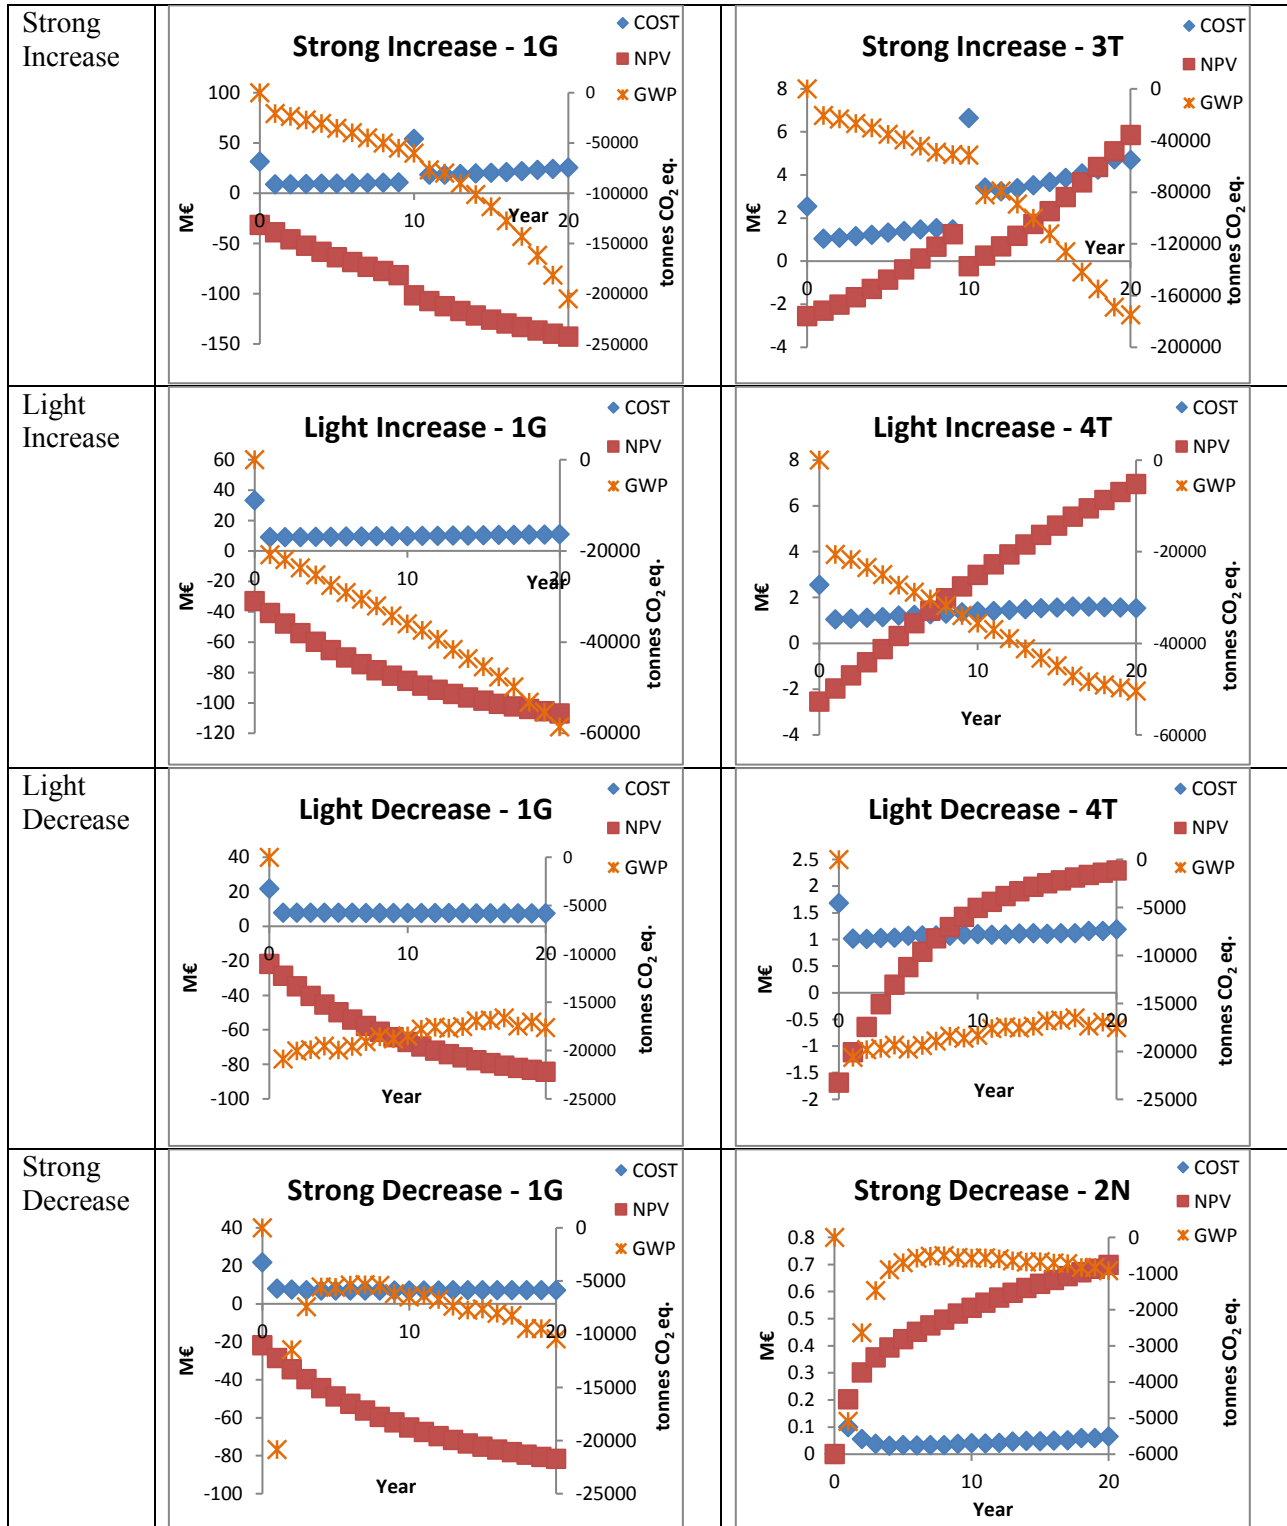 Strong
Increase
Strong Increase - 1G
COST
NPV
GWP
100
50
0
-50
-100
-150
0
10
20
Year
M€
0
-50000
-100000
-150000
-200000
-250000
tonnes CO2 eq.
Strong Increase - 3T
COST
NPV
GWP
8
6
4
2
0
-2
-4
0
10
20
Year
M€
0
-40000
-80000
-120000
-160000
-200000
tonnes CO2 eq.
Light
Increase
Light Increase - 1G
COST
NPV
GWP
60
40
20
0
-20
-40
-60
-80
-100
-120
0
10
20
Year
M€
0
-20000
-40000
-60000
tonnes CO2 eq.
Light Increase - 4T
COST
NPV
GWP
8
6
4
2
0
-2
-4
0
10
20
Year
M€
0
-20000
-40000
-60000
tonnes CO2 eq.
Light
Decrease
Light Decrease - 1G
COST
NPV
GWP
40
20
0
-20
-40
-60
-80
-100
0
10
20
Year
M€
0
-5000
-10000
-15000
-20000
-25000
tonnes CO2 eq.
Light Decrease - 4T
COST
NPV
GWP
2.5
2
1.5
1
0.5
0
-0.5
-1
-1.5
-2
0
10
20
Year
M€
0
-5000
-10000
-15000
-20000
-25000
tonnes CO2 eq.
Strong
Decrease
Strong Decrease - 1G
COST
NPV
GWP
40
20
0
-20
-40
-60
-80
-100
0
10
20
Year
M€
0
-5000
-10000
-15000
-20000
-25000
tonnes CO2 eq.
Strong Decrease - 2N
COST
NPV
GWP
0.8
0.7
0.6
0.5
0.4
0.3
0.2
0.1
0
0
10
20
Year
M€
0
-1000
-2000
-3000
-4000
-5000
-6000
tonnes CO2 eq.